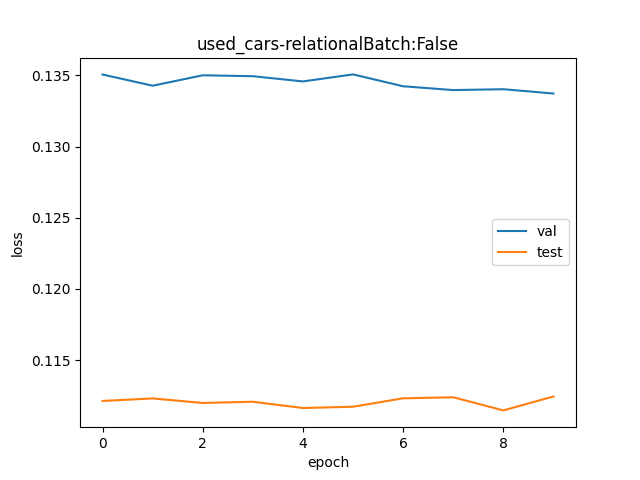 used_cars-relationalBatch:False
loss
0.135
0.130
0.125
0.120
0.115
val
test
0 2 4 6 8
epoch